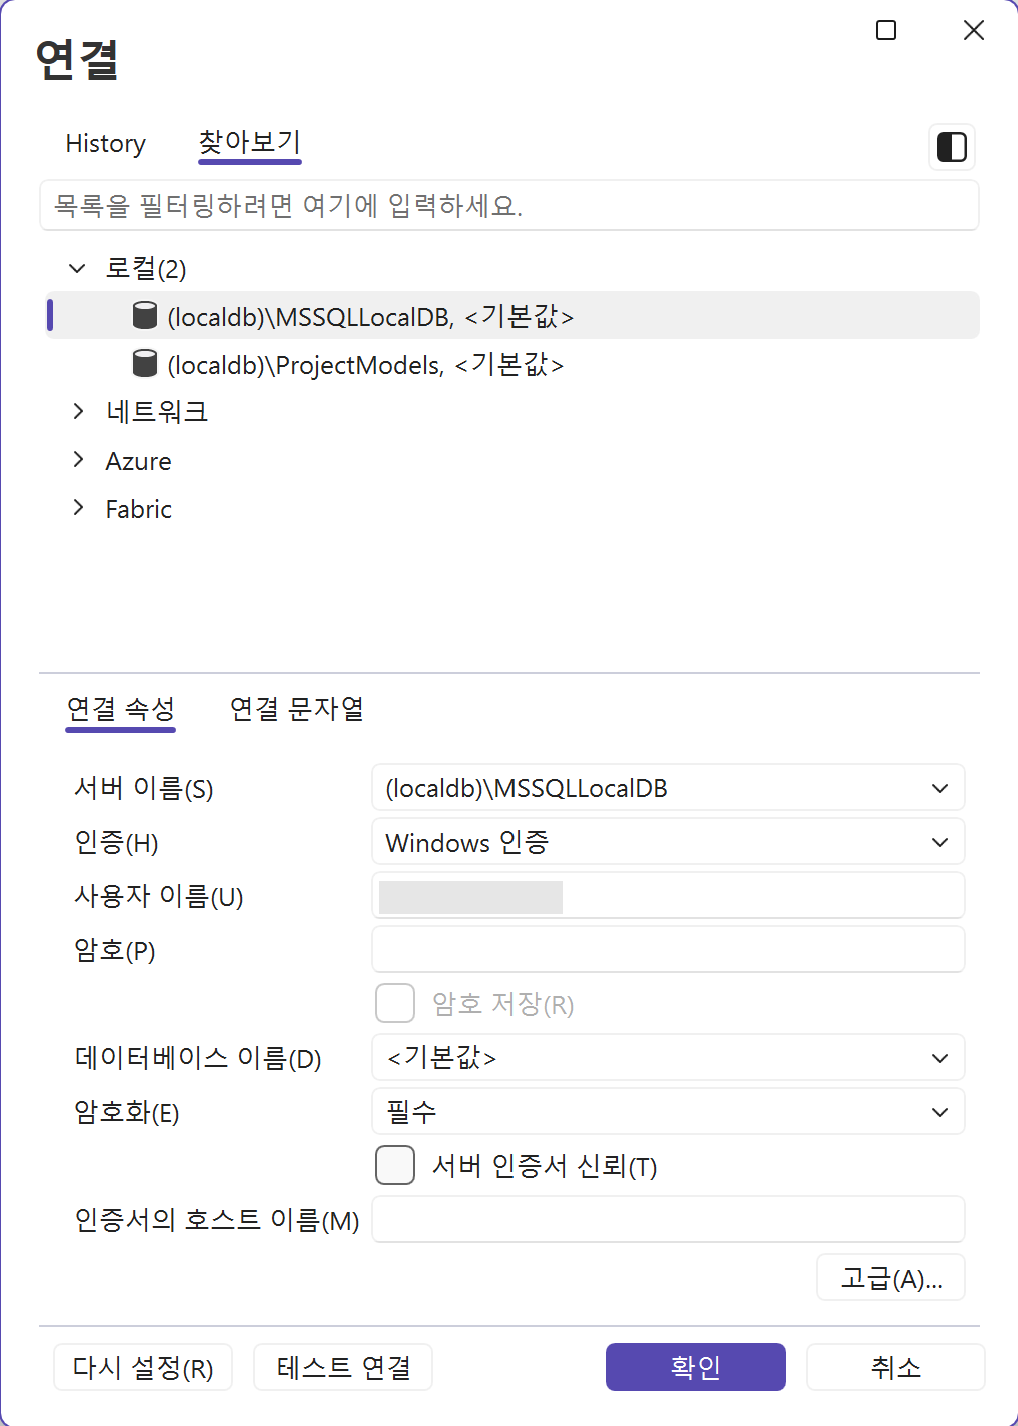 연결
History 찾아보기
목록을 필터링하려면 여기에 입력하세요.
로컬(2)
(localdb)\MSSQLLocalDB, <기본값>
(localdb)\ProjectModels, <기본값>
네트워크
Azure
Fabric
연결 속성 연결 문자열
서버 이름(S) (localdb)\MSSQLLocalDB
인증(H) Windows 인증
사용자 이름(U)
암호(P)
암호 저장(R)
데이터베이스 이름(D) <기본값>
암호화(E) 필수
서버 인증서 신뢰(T)
인증서의 호스트 이름(M)
고급(A)...
다시 설정(R) 테스트 연결 확인 취소